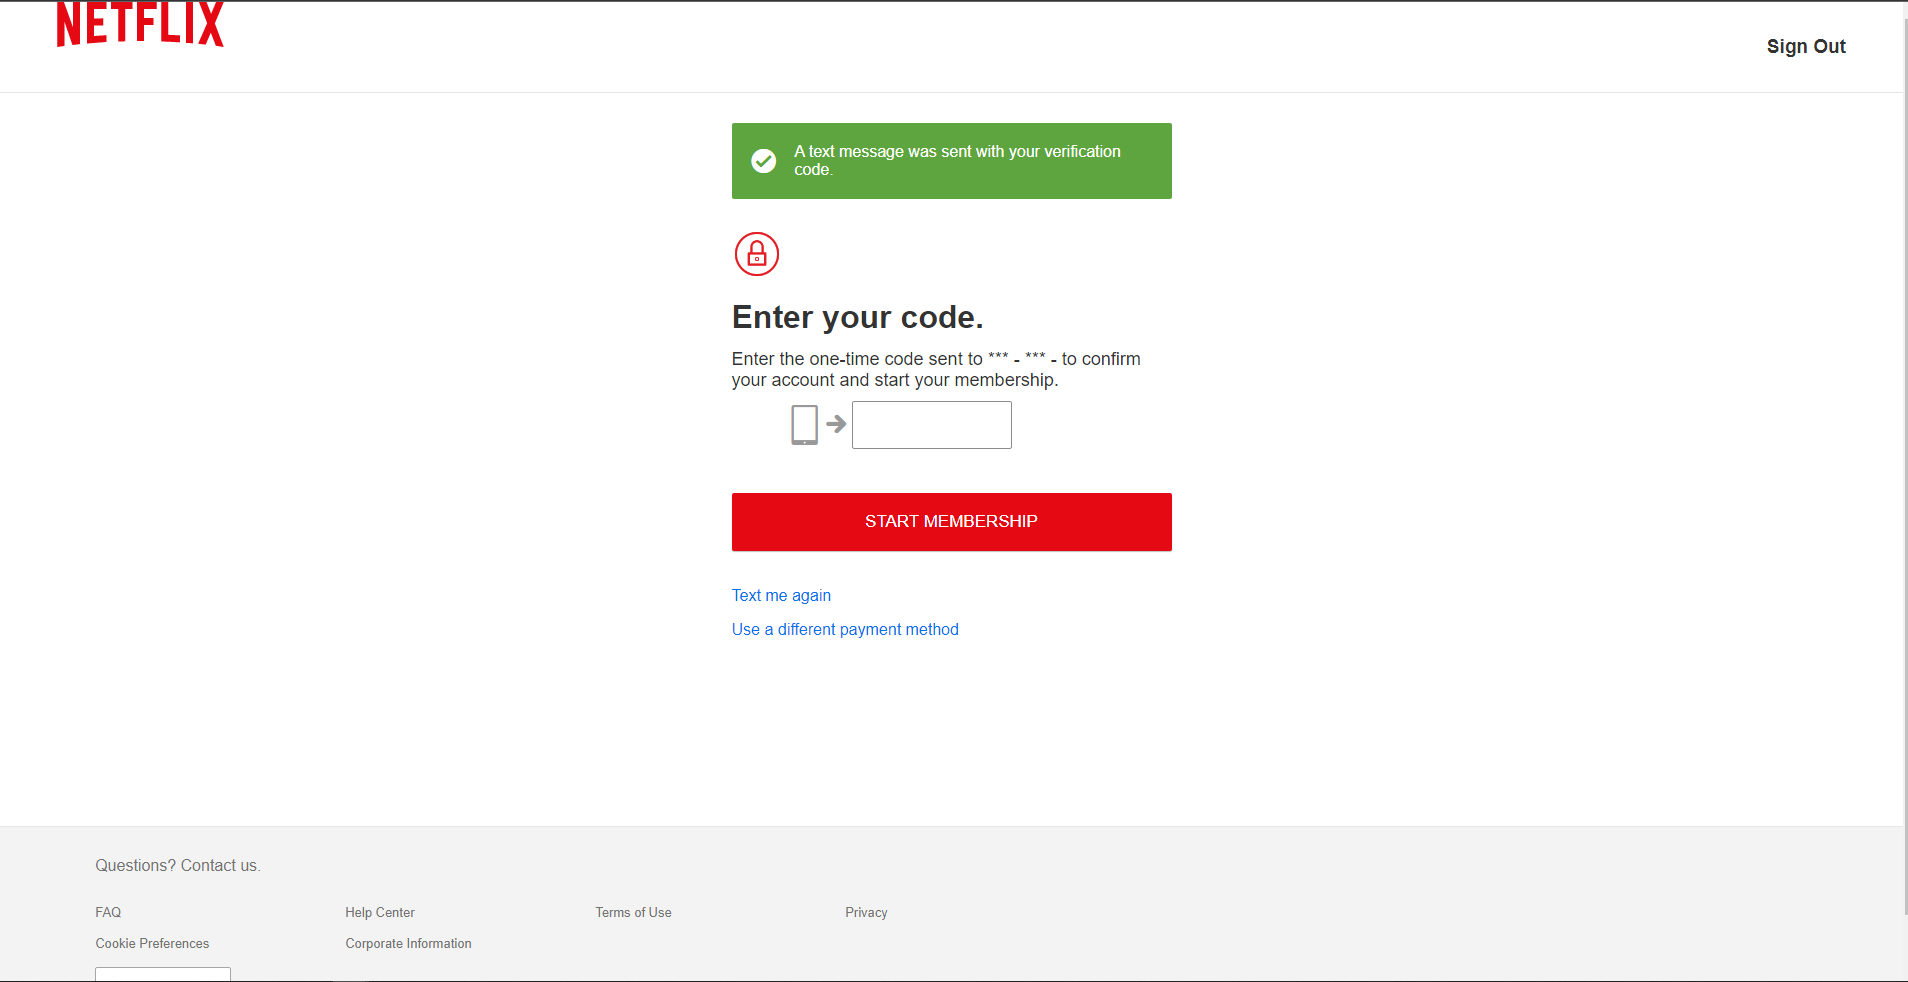 NETFLIX
Sign Out
A text message was sent with your verification
code.
Enter your code.
Enter the one-time code sent to *** - *** - to confirm
your account and start your membership.
START MEMBERSHIP
Text me again
Use a different payment method
Questions? Contact us.
FAQ
Help Center
Terms of Use
Privacy
Cookie Preferences
Corporate Information